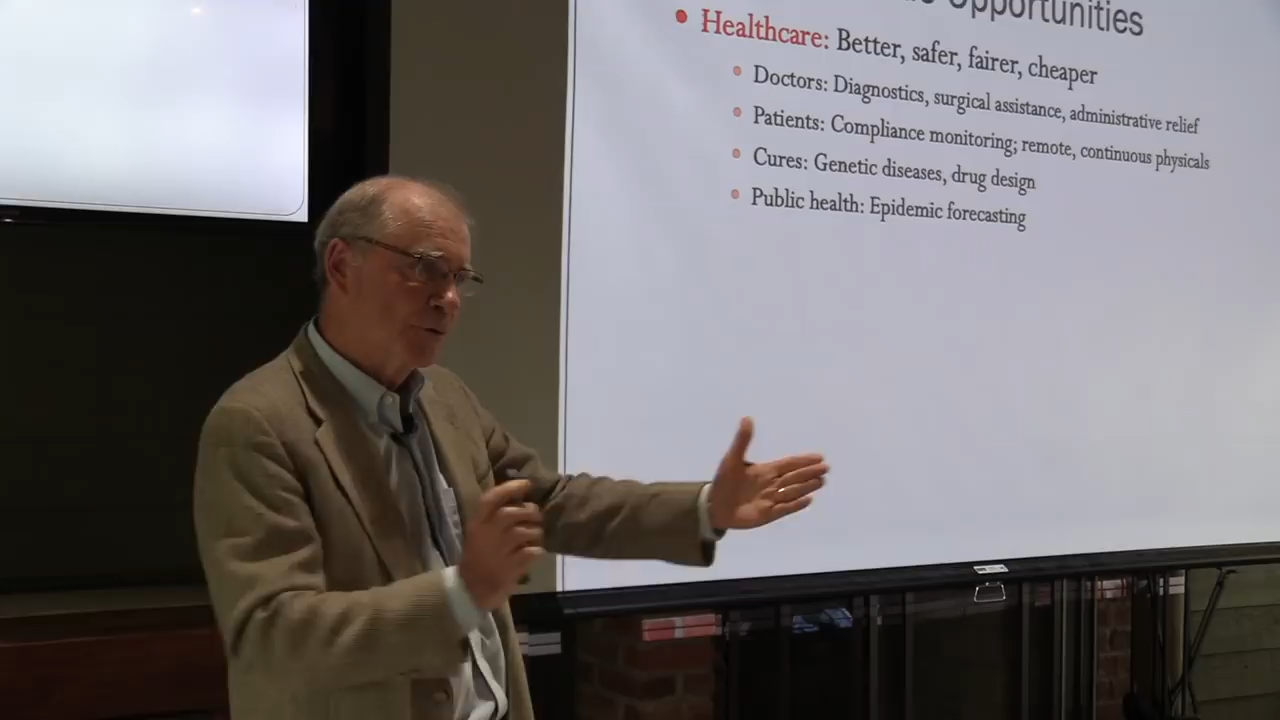 Opportunities
Healthcare: Better, safer, fairer, cheaper
Doctors: Diagnostics, surgical assistance, administrative relief
Patients: Compliance monitoring; remote, continuous physicals
Cures: Genetic diseases, drug design
Public health: Epidemic forecasting